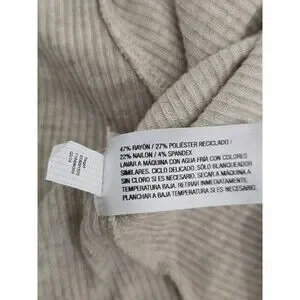 47% RAYÓN / 27% POLIÉSTER RECICLADO /
22% NAILON / 4% SPANDEX
LAVAR A MÁQUINA CON AGUA FRÍA CON COLORES
SIMILARES. CICLO DELICADO. SÓLO BLANQUEADOR
SIN CLORO SI ES NECESARIO. SECAR A MÁQUINA A
TEMPERATURA BAJA. RETIRAR INMEDIATAMENTE.
PLANCHAR A BAJA TEMPERATURA SI ES NECESARIO.